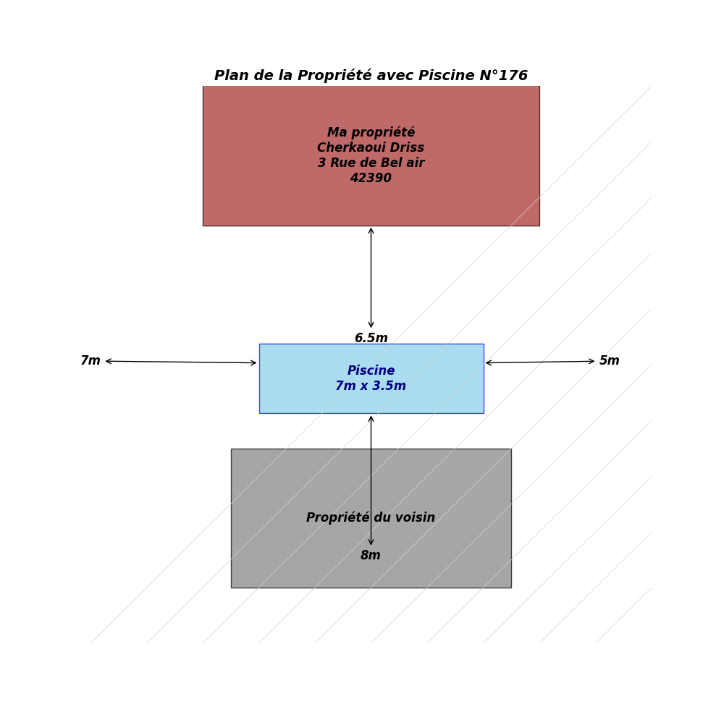 Plan de la Propriété avec Piscine N°176
Ma propriété
Cherkaoui Driss
3 Rue de Bel air
42390
6.5m
7m
5m
Piscine
7m x 3.5m
Propriété du voisin
8m